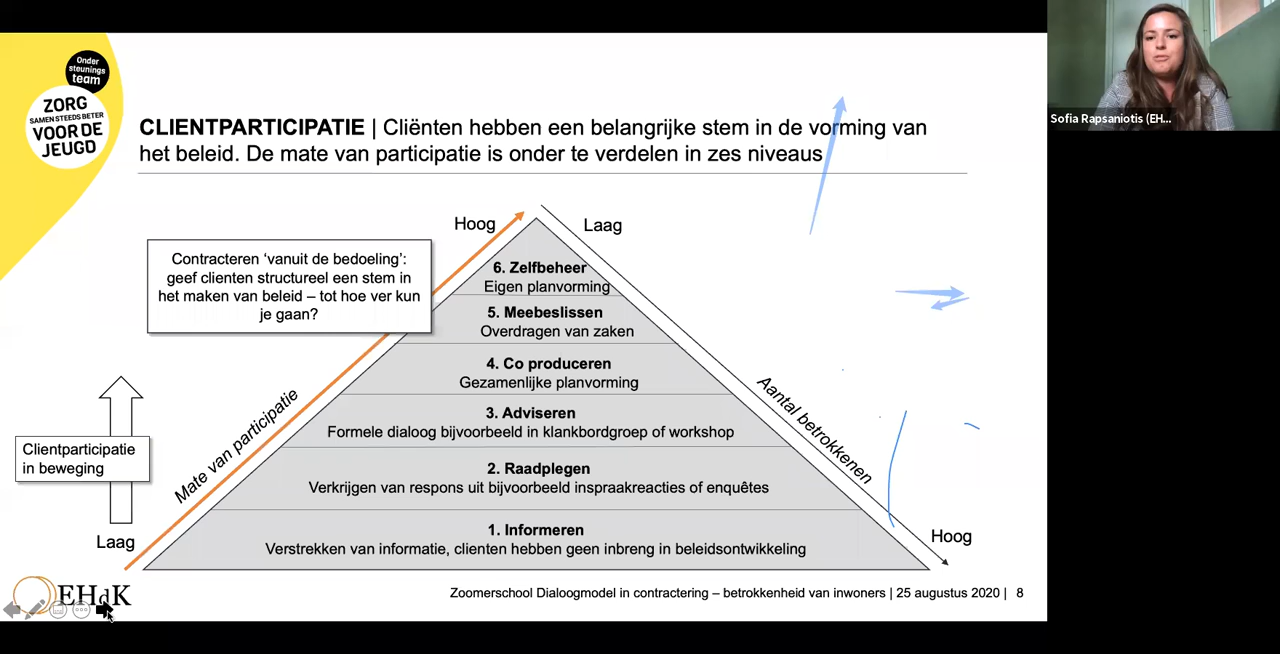 Onder
steunings
team
ZORG
SAMEN STEEDS BETER
VOOR DE
JEUGD
CLIENTPARTICIPATIE | Cliënten hebben een belangrijke stem in de vorming van
het beleid. De mate van participatie is onder te verdelen in zes niveaus
Sofia Rapsaniotis (EH...
Hoog
Laag
Contracteren ‘vanuit de bedoeling’:
geef clienten structureel een stem in
het maken van beleid – tot hoe ver kun
je gaan?
6. Zelfbeheer
Eigen planvorming
5. Meebeslissen
Overdragen van zaken
4. Co produceren
Gezamenlijke planvorming
3. Adviseren
Formele dialoog bijvoorbeeld in klankbordgroep of workshop
2. Raadplegen
Verkrijgen van respons uit bijvoorbeeld inspraakreacties of enquêtes
1. Informeren
Verstrekken van informatie, clienten hebben geen inbreng in beleidsontwikkeling
Mate van participatie
Aantal betrokkenen
Clientparticipatie
in beweging
Laag
Hoog
EHdK
Zoomerschool Dialoogmodel in contractering – betrokkenheid van inwoners | 25 augustus 2020 | 8